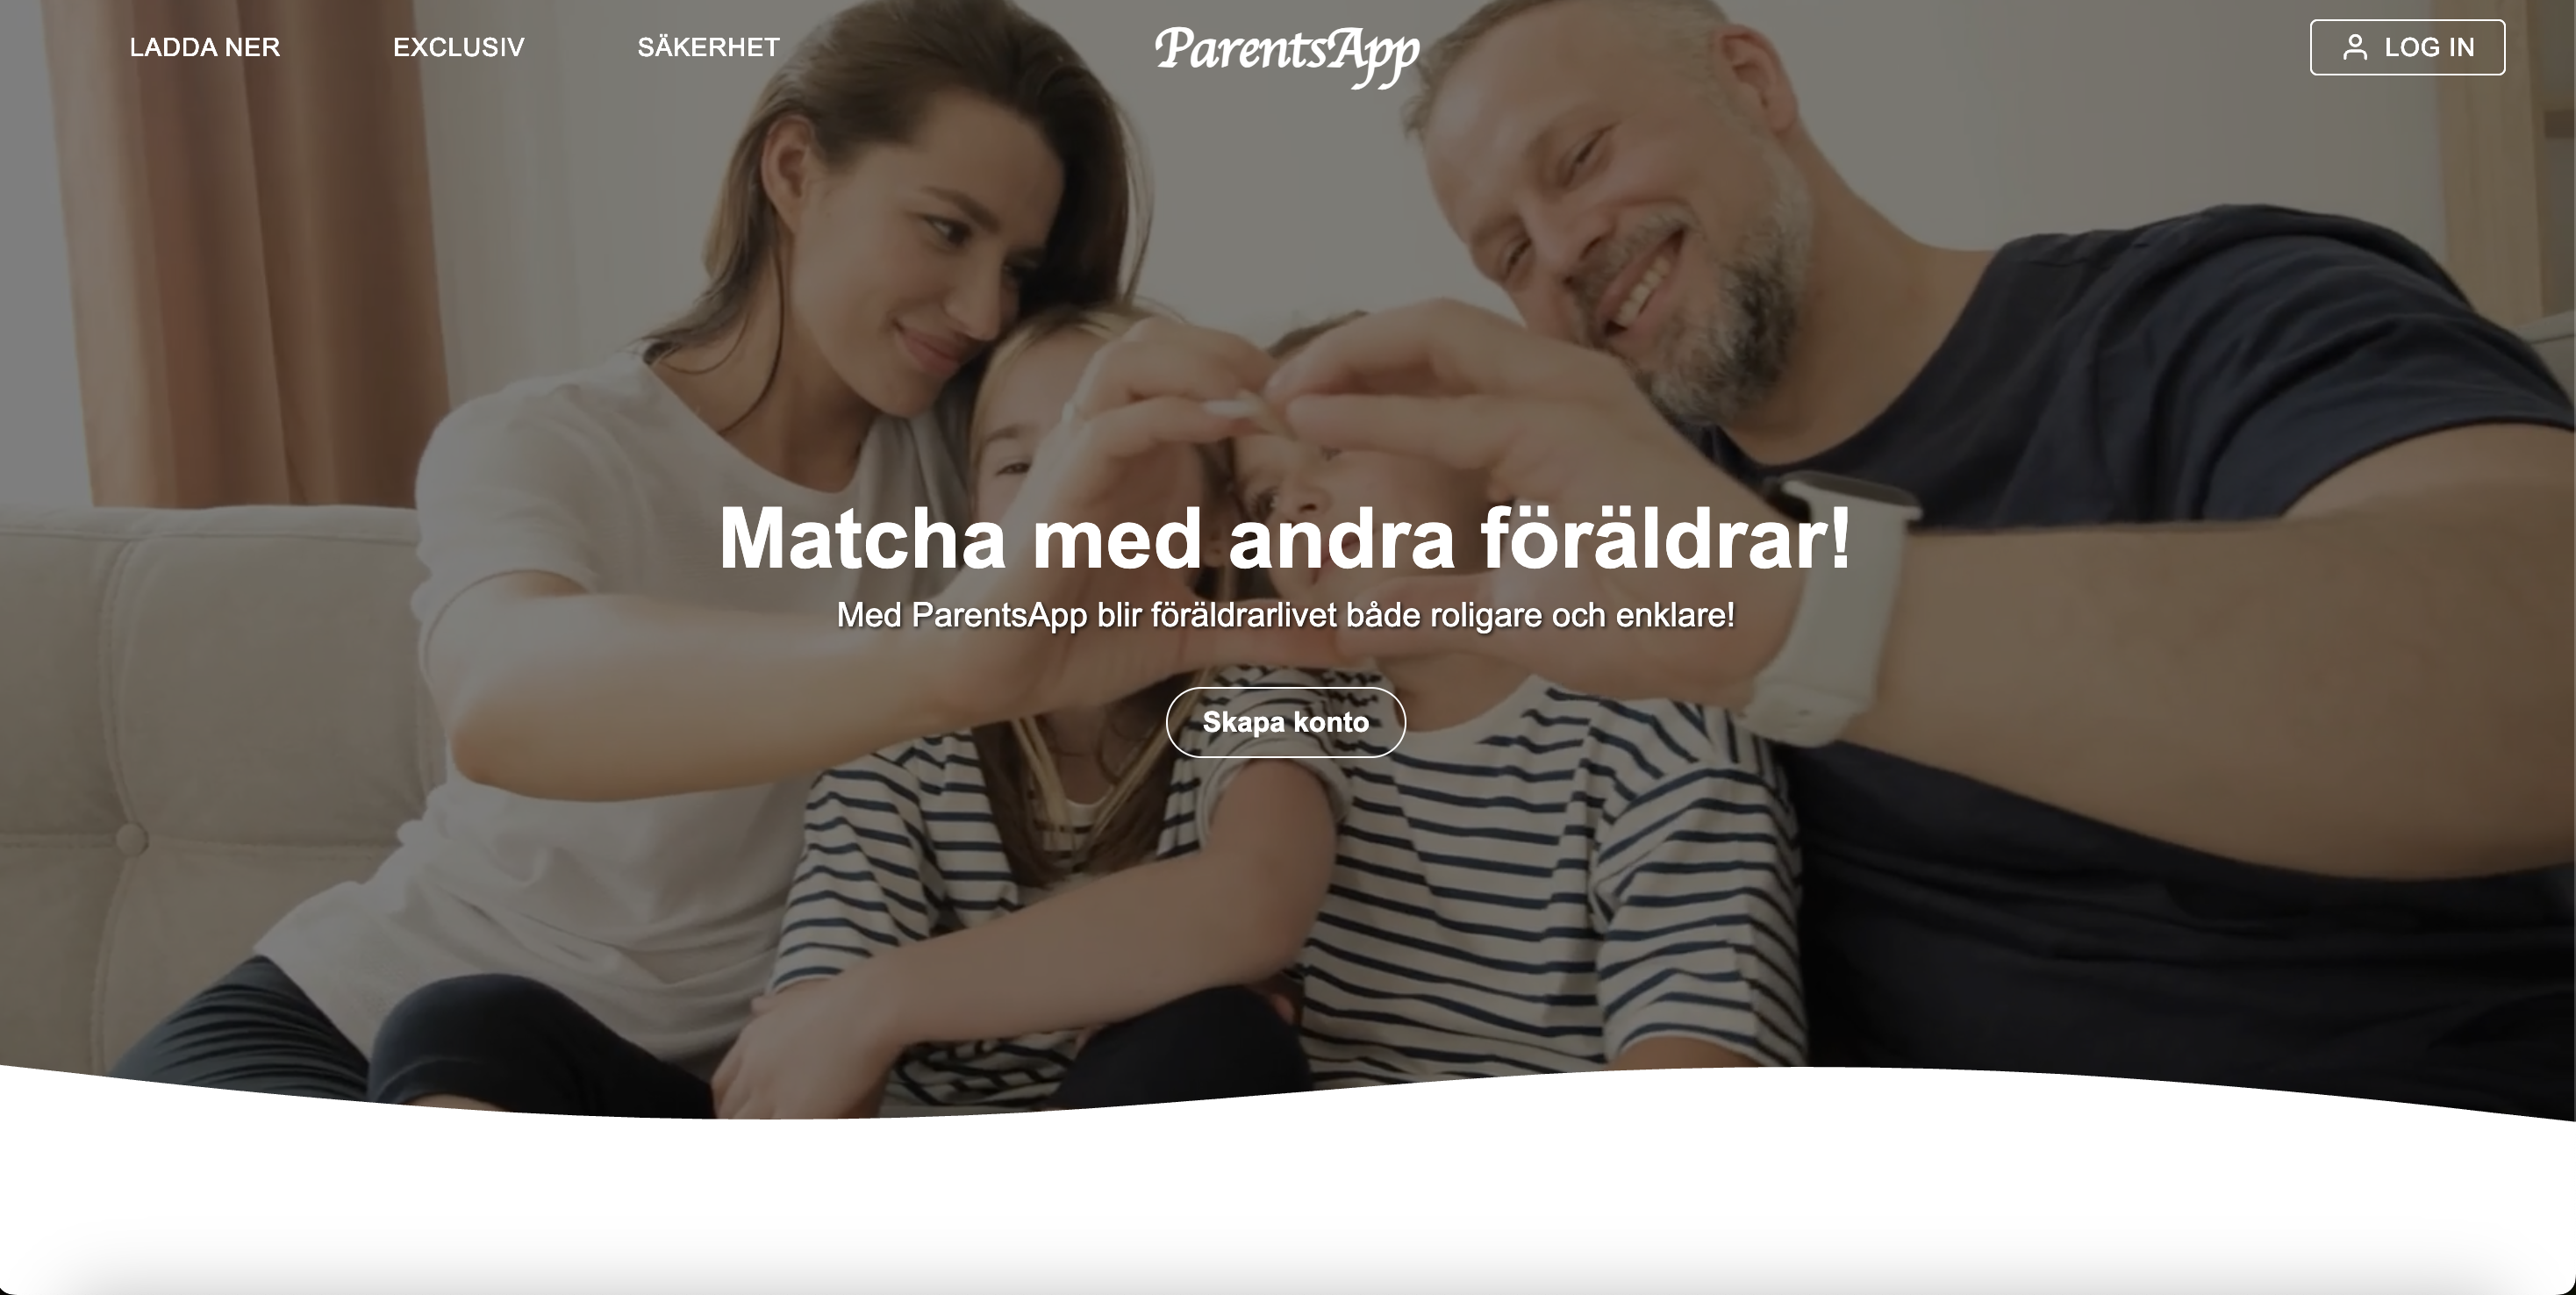 LADDA NER
EXCLUSIV
SÄKERHET
ParentsApp
LOG IN
Matcha med andra föräldrar!
Med ParentsApp blir föräldrarlivet både roligare och enklare!
Skapa konto